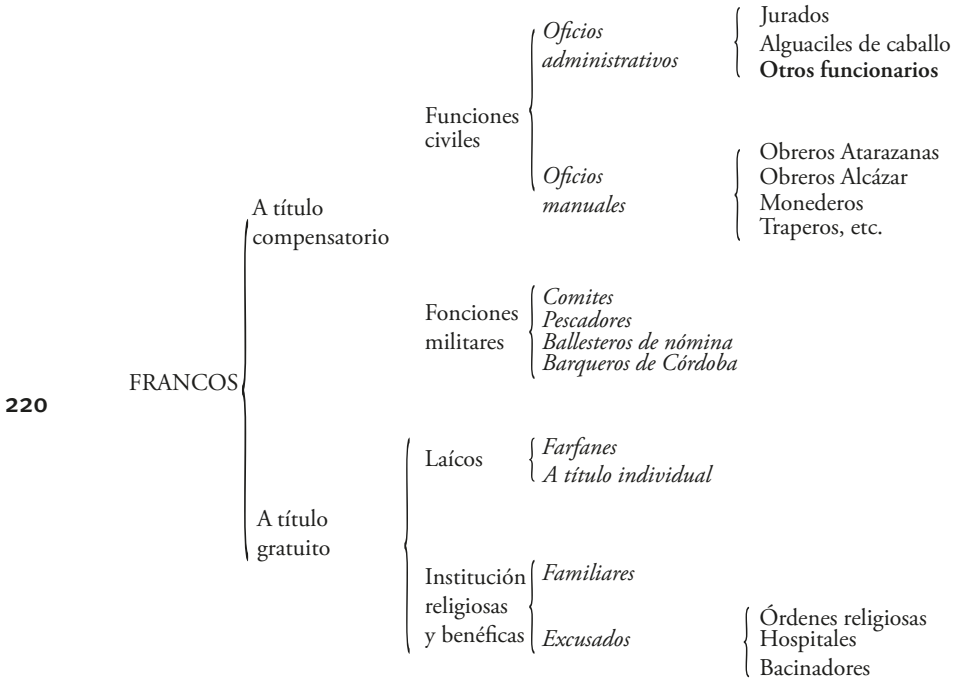 Oficios
administrativos
Jurados
Alguaciles de caballo
Otros funcionarios
Funciones
civiles
Oficios
manuales
Obreros Atarazanas
Obreros Alcázar
Monederos
Traperos, etc.
A título
compensatorio
Fonciones
militares
Comites
Pescadores
Ballesteros de nómina
Barqueros de Córdoba
FRANCOS
220
Laícos
Farfanes
A título individual
A título
gratuito
Institución
religiosas
y benéficas
Familiares
Excusados
Órdenes religiosas
Hospitales
Bacinadores